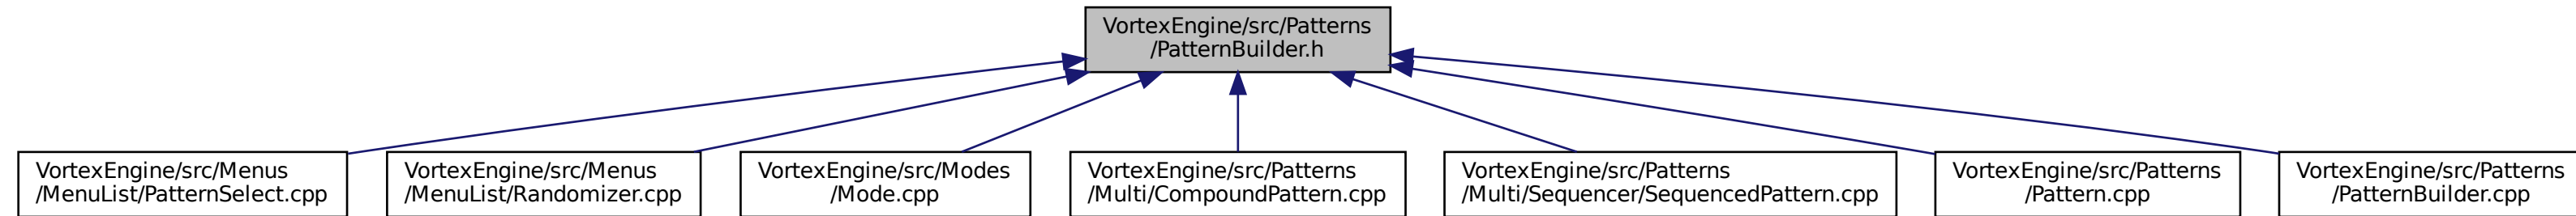 VortexEngine/src/Patterns
/PatternBuilder.h
VortexEngine/src/Menus
/MenuList/PatternSelect.cpp
VortexEngine/src/Menus
/MenuList/Randomizer.cpp
VortexEngine/src/Modes
/Mode.cpp
VortexEngine/src/Patterns
/Multi/CompoundPattern.cpp
VortexEngine/src/Patterns
/Multi/Sequencer/SequencedPattern.cpp
VortexEngine/src/Patterns
/Pattern.cpp
VortexEngine/src/Patterns
/PatternBuilder.cpp